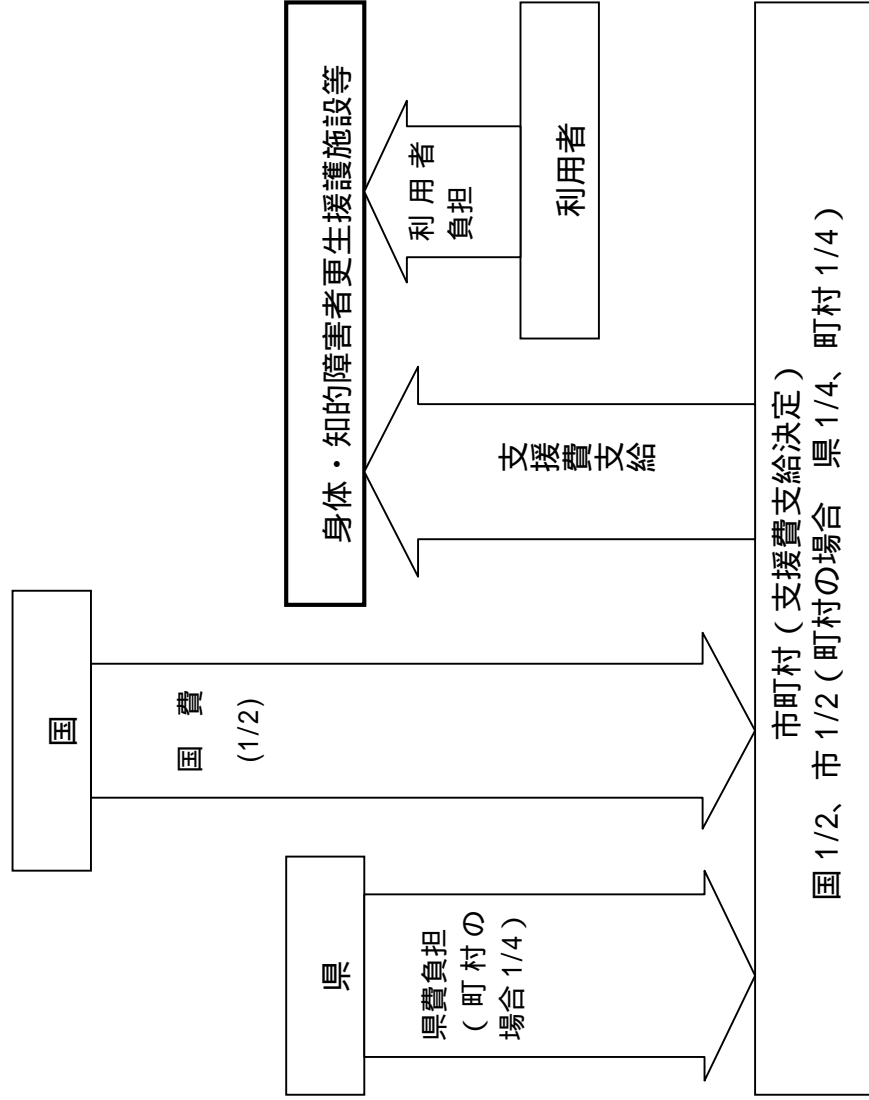 国
国　費
(1/2)
県
県費負担
（ 町 村 の
場合 1/4 ）
身体・知的障害者更生援護施設等
支援費支給
利 用 者
負担
利用者
市町村（ 支援費支給決定 ）
国 1/2、市 1/2（ 町村の場合　県 1/4、町村 1/4 ）